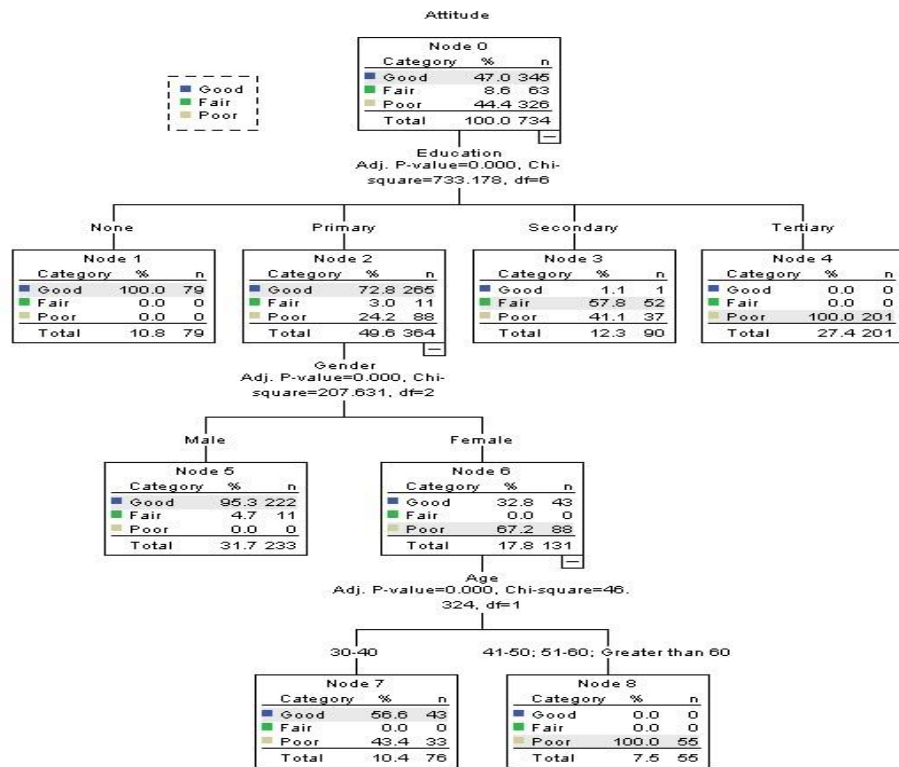 Attitude
Node 0
Category % n
Good 47.0 345
Fair 8.6 63
Poor 44.4 326
Total 100.0 734
Good
Fair
Poor
Education
Adj. P-value=0.000, Chi-
square=733.178, df=6
None
Primary
Secondary
Tertiary
Node 1
Category % n
Good 100.0 79
Fair 0.0 0
Poor 0.0 0
Total 10.8 79
Node 2
Category % n
Good 72.8 265
Fair 3.0 11
Poor 24.2 88
Total 49.6 364
Node 3
Category % n
Good 1.1 1
Fair 57.8 52
Poor 41.1 37
Total 12.3 90
Node 4
Category % n
Good 0.0 0
Fair 0.0 0
Poor 100.0 201
Total 27.4 201
Gender
Adj. P-value=0.000, Chi-
square=207.631, df=2
Male
Female
Node 5
Category % n
Good 95.3 222
Fair 4.7 11
Poor 0.0 0
Total 31.7 233
Node 6
Category % n
Good 32.8 43
Fair 0.0 0
Poor 67.2 88
Total 17.8 131
Age
Adj. P-value=0.000, Chi-square=46.
324, df=1
30-40
41-50; 51-60; Greater than 60
Node 7
Category % n
Good 56.6 43
Fair 0.0 0
Poor 43.4 33
Total 10.4 76
Node 8
Category % n
Good 0.0 0
Fair 0.0 0
Poor 100.0 55
Total 7.5 55